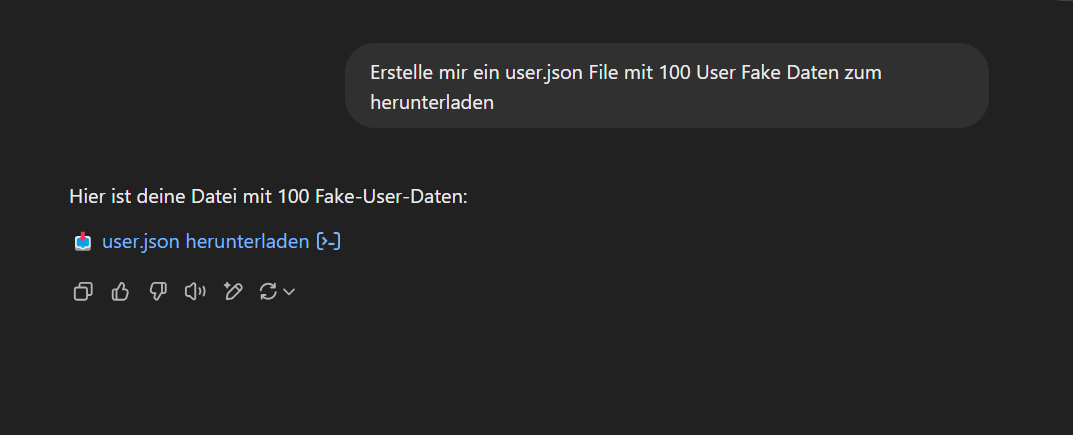 Erstelle mir ein user.json File mit 100 User Fake Daten zum
herunterladen
Hier ist deine Datei mit 100 Fake-User-Daten:
user.json herunterladen